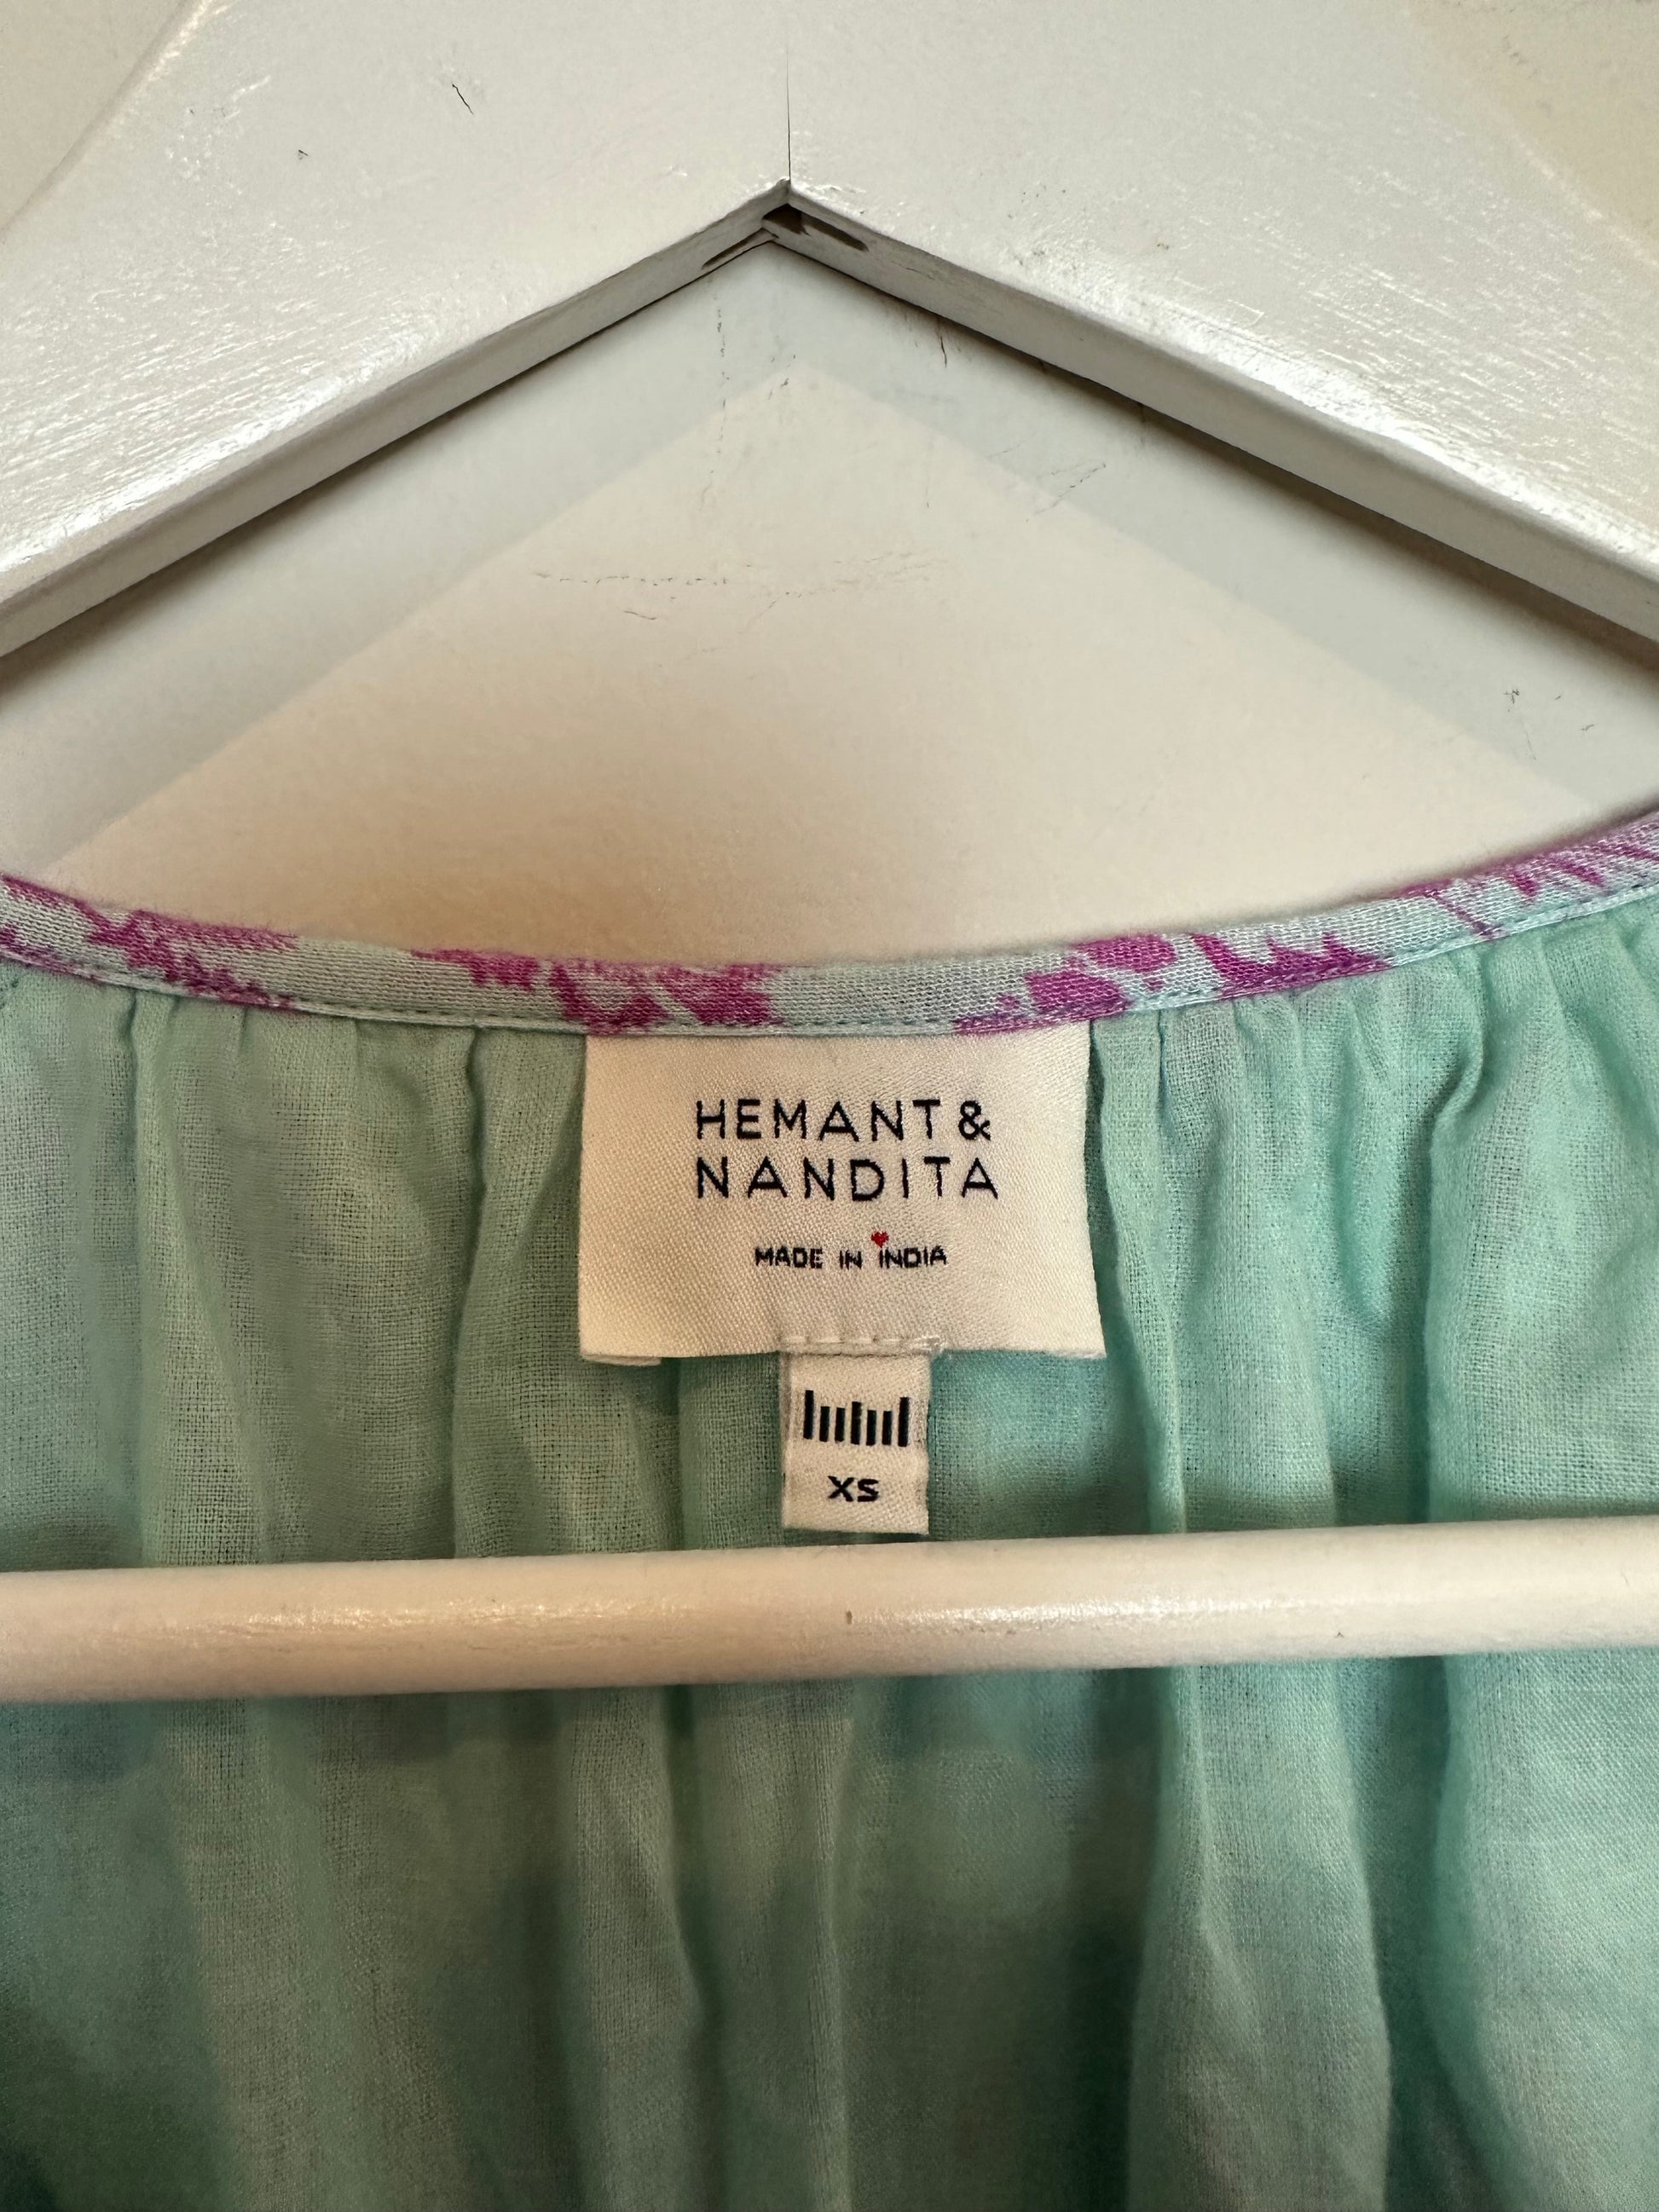 HEMANT &
NANDITA
MADE IN INDIA
XS